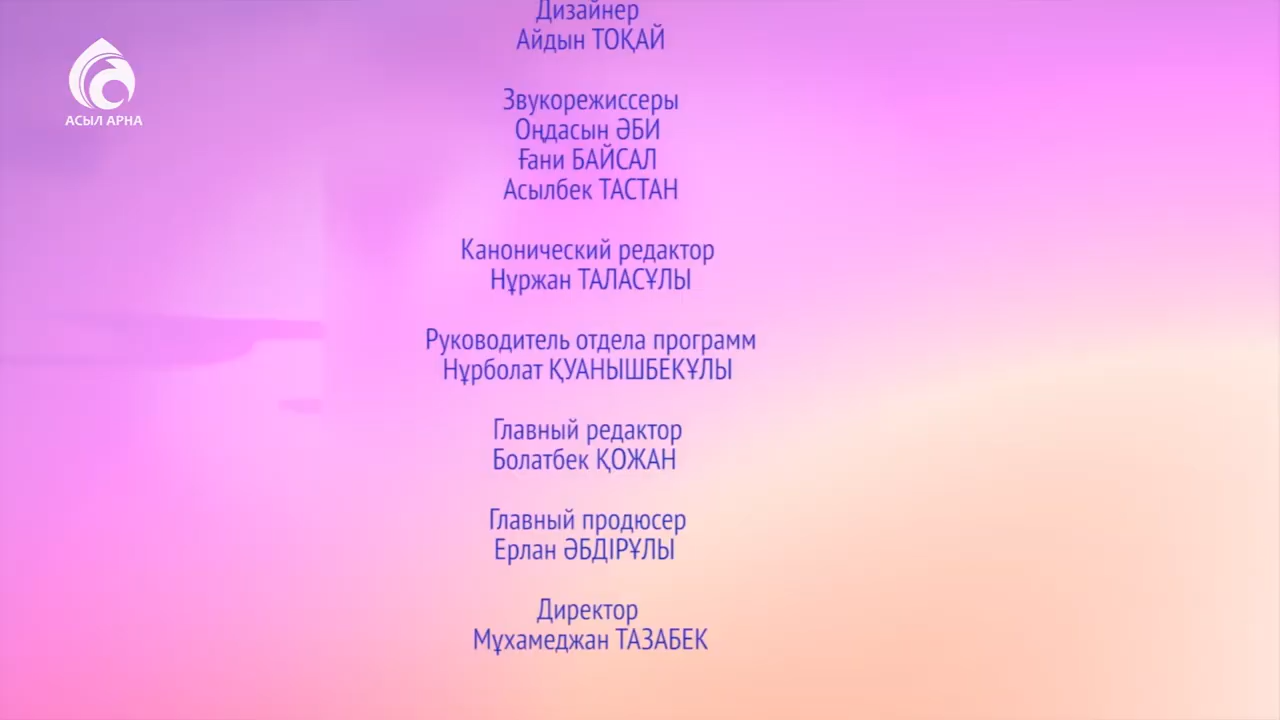 Дизайнер
Айдын ТОҚАЙ
АСЫЛ АРНА
Звукорежиссеры
Оңдасын ӘБИ
Ғани БАЙСАЛ
Асылбек ТАСТАН
Канонический редактор
Нұржан ТАЛАСҰЛЫ
Руководитель отдела программ
Нұрболат ҚУАНЫШБЕКҰЛЫ
Главный редактор
Болатбек ҚОЖАН
Главный продюсер
Ерлан ӘБДІРҰЛЫ
Директор
Мұхамеджан ТАЗАБЕК